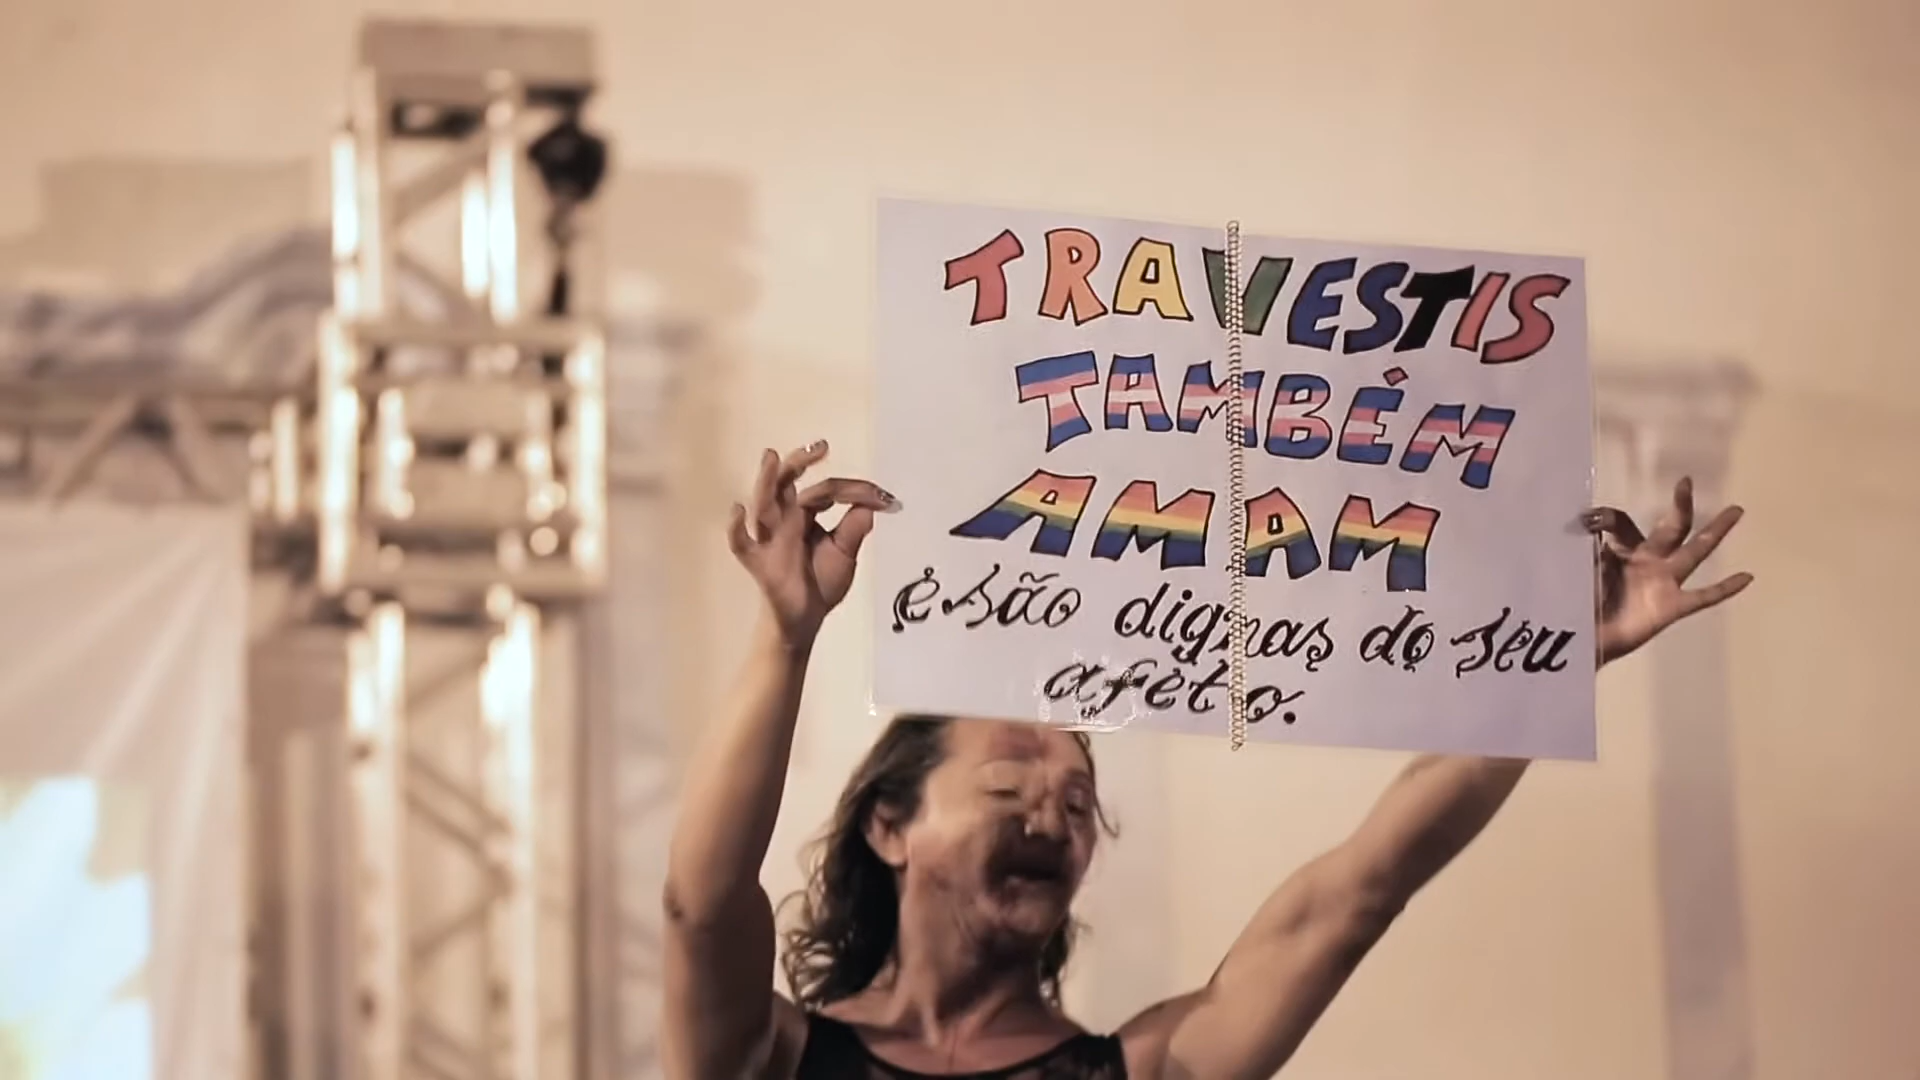 TRAVESTIS
TAMBÉM
AMAM
e são dignas do seu
afeto.